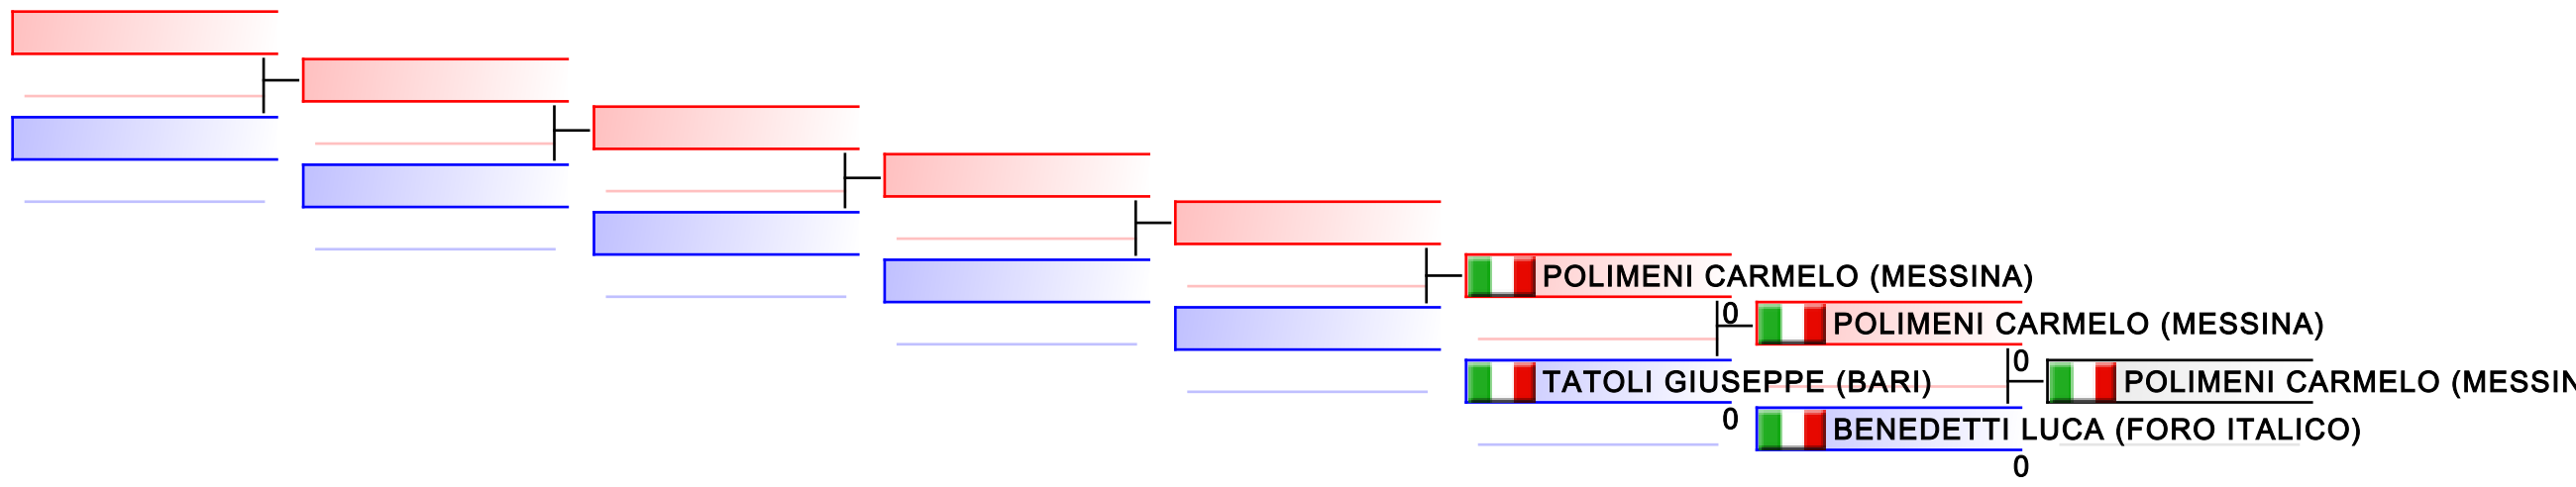 POLIMENI CARMELO (MESSINA)
0
POLIMENI CARMELO (MESSINA)
0
TATOLI GIUSEPPE (BARI)
POLIMENI CARMELO (MESSIN
0
BENEDETTI LUCA (FORO ITALICO)
0